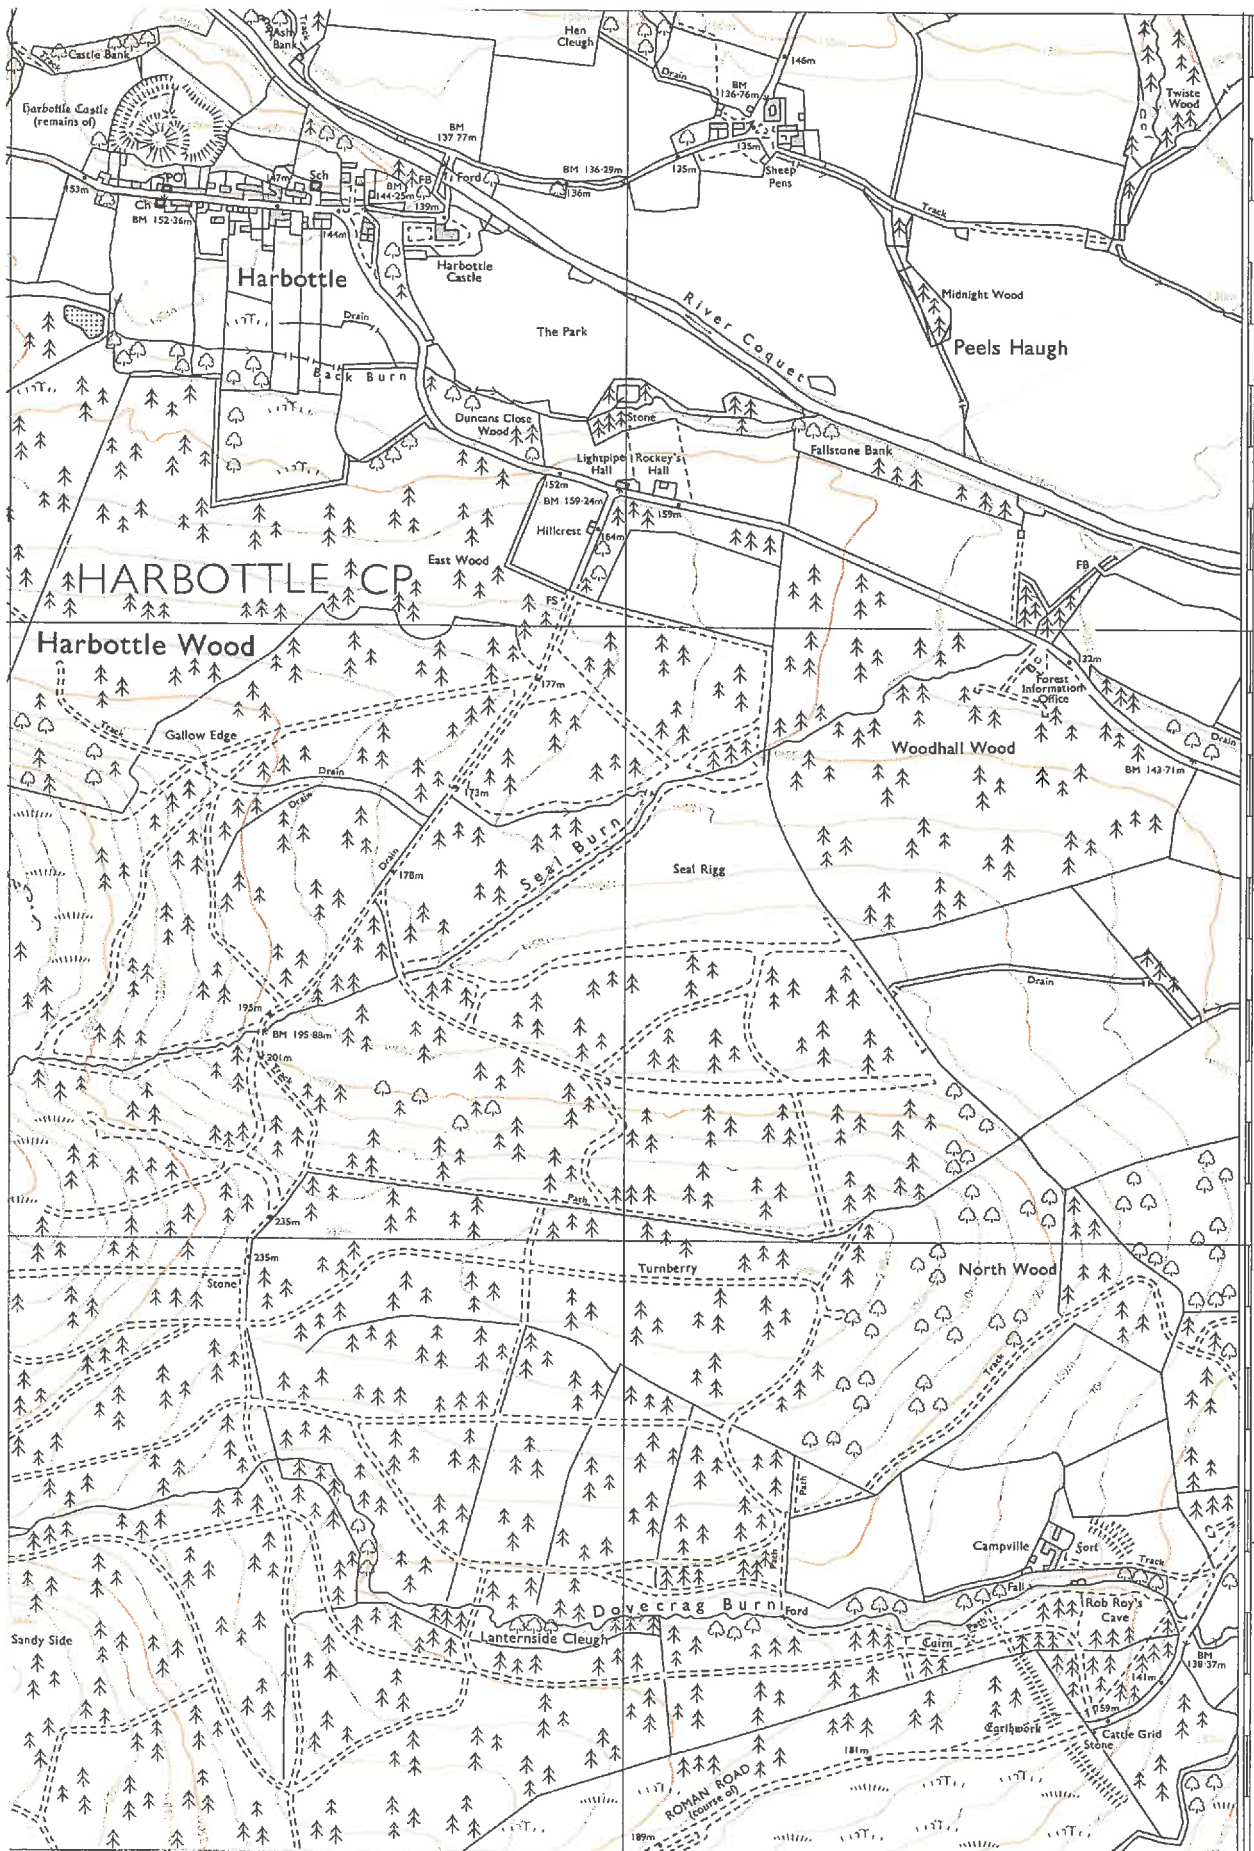 Ash
Bank
Track
Castle Bank
Track
Hen
Cleugh
Drain
146m
BM
136·76m
Twiste
Wood
Harbottle Castle
(remains of)
BM
137·77m
135m
Sheep
Pens
BM 136·29m
136m
135m
153m
PO
147m
Sch
BM
144·25m
FB
Ford
139m
Ch
BM 152·36m
144m
Track
Harbottle
Castle
Harbottle
Midnight Wood
Drain
The Park
River Coquet
Peels Haugh
Back Burn
Duncans Close
Wood
Stone
Fallstone Bank
Lightpipe
Hall
Rockey's
Hall
152m
BM 159·24m
159m
Hillcrest
164m
East Wood
FB
HARBOTTLE CP
FS
Harbottle Wood
132m
177m
Forest
Information
Office
Track
Gallow Edge
Drain
Woodhall Wood
BM 143·71m
Drain
Drain
173m
Seal Burn
Drain
178m
Seal Rigg
Drain
195m
BM 195·88m
201m
Track
Path
235m
235m
Stone
Turnberry
North Wood
Track
Path
Campville
Fort
Track
Path
Fall
Dovecrag Burn
Ford
Rob Roy's
Cave
Sandy Side
Lanternside Cleugh
Cairn
Path
BM
138·37m
141m
159m
Earthwork
Cattle Grid
Stone
181m
ROMAN ROAD
(course of)
189m